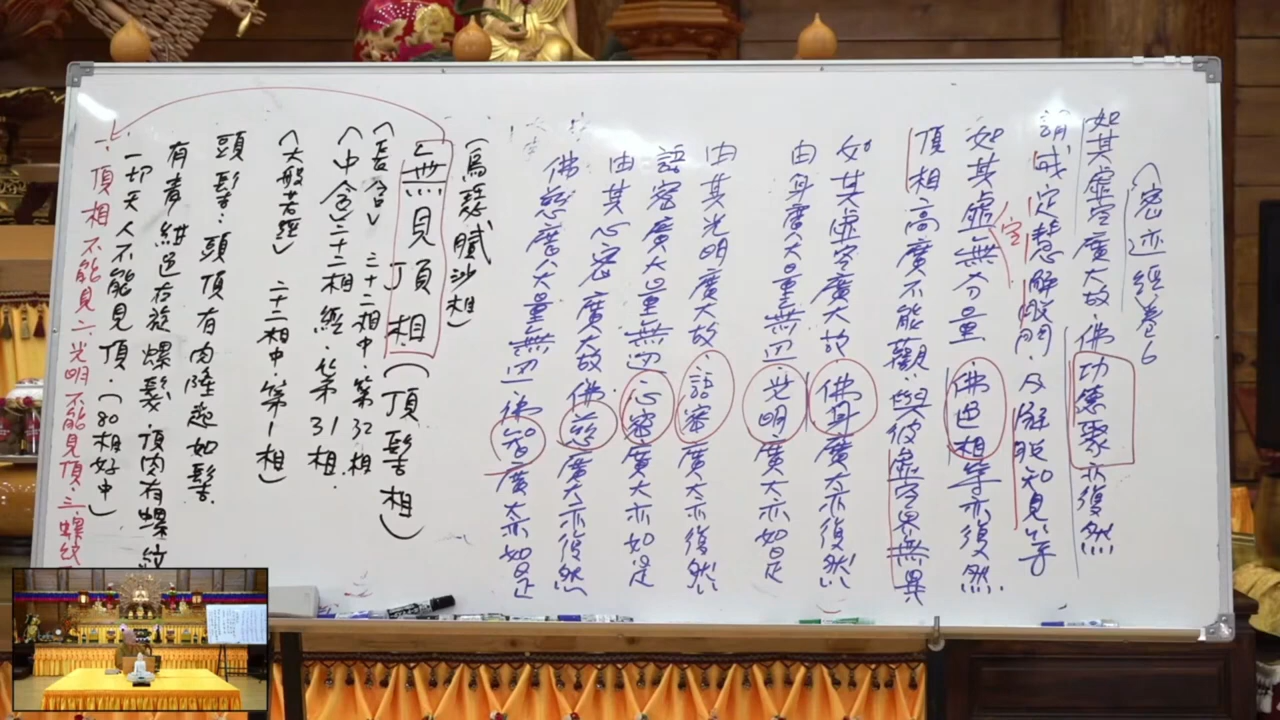 (密迹經卷6
如其虛空廣大故佛功德聚亦復然
謂戒定慧解脫門及解脫知見等
如其虛無分量佛色相等亦復然
空
頂相高廣不能觀與彼虛空界無異
如其虛空廣大故佛身廣大亦復然
由身廣大量無邊光明廣大亦如是
由其光明廣大故語密廣大亦復然
語密廣大量無邊心密廣大亦如是
由其心密廣大故佛慈廣大亦復然
佛慈廣大量無邊佛智廣大亦如是
(烏瑟膩沙相)
無見頂相(頂髻相)
(長含)三十二相中.第32相
(中含)三十二相經.第31相.
(大般若經)三十二相中第1相)
頭髻.頭頂有肉隆起如髻.
有青紺色右旋螺髮.頂肉有螺紋
一切天人不能見頂.(80相好中)
一.頂相不能見二.光明不能見頂.三.螺紋